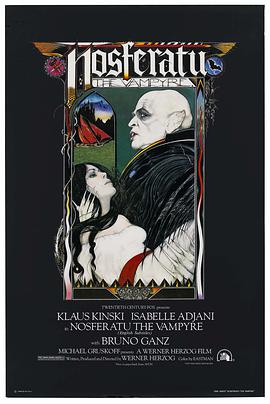 Nosferatu
THE VAMPYRE
TWENTIETH CENTURY-FOX presents
KLAUS KINSKI ISABELLE ADJANI
in NOSFERATU THE VAMPYRE
(English Subtitles)
with BRUNO GANZ
MICHAEL GRUSKOFF presents A WERNER HERZOG FILM
Written, Produced and Directed by WERNER HERZOG Color by EASTMAN